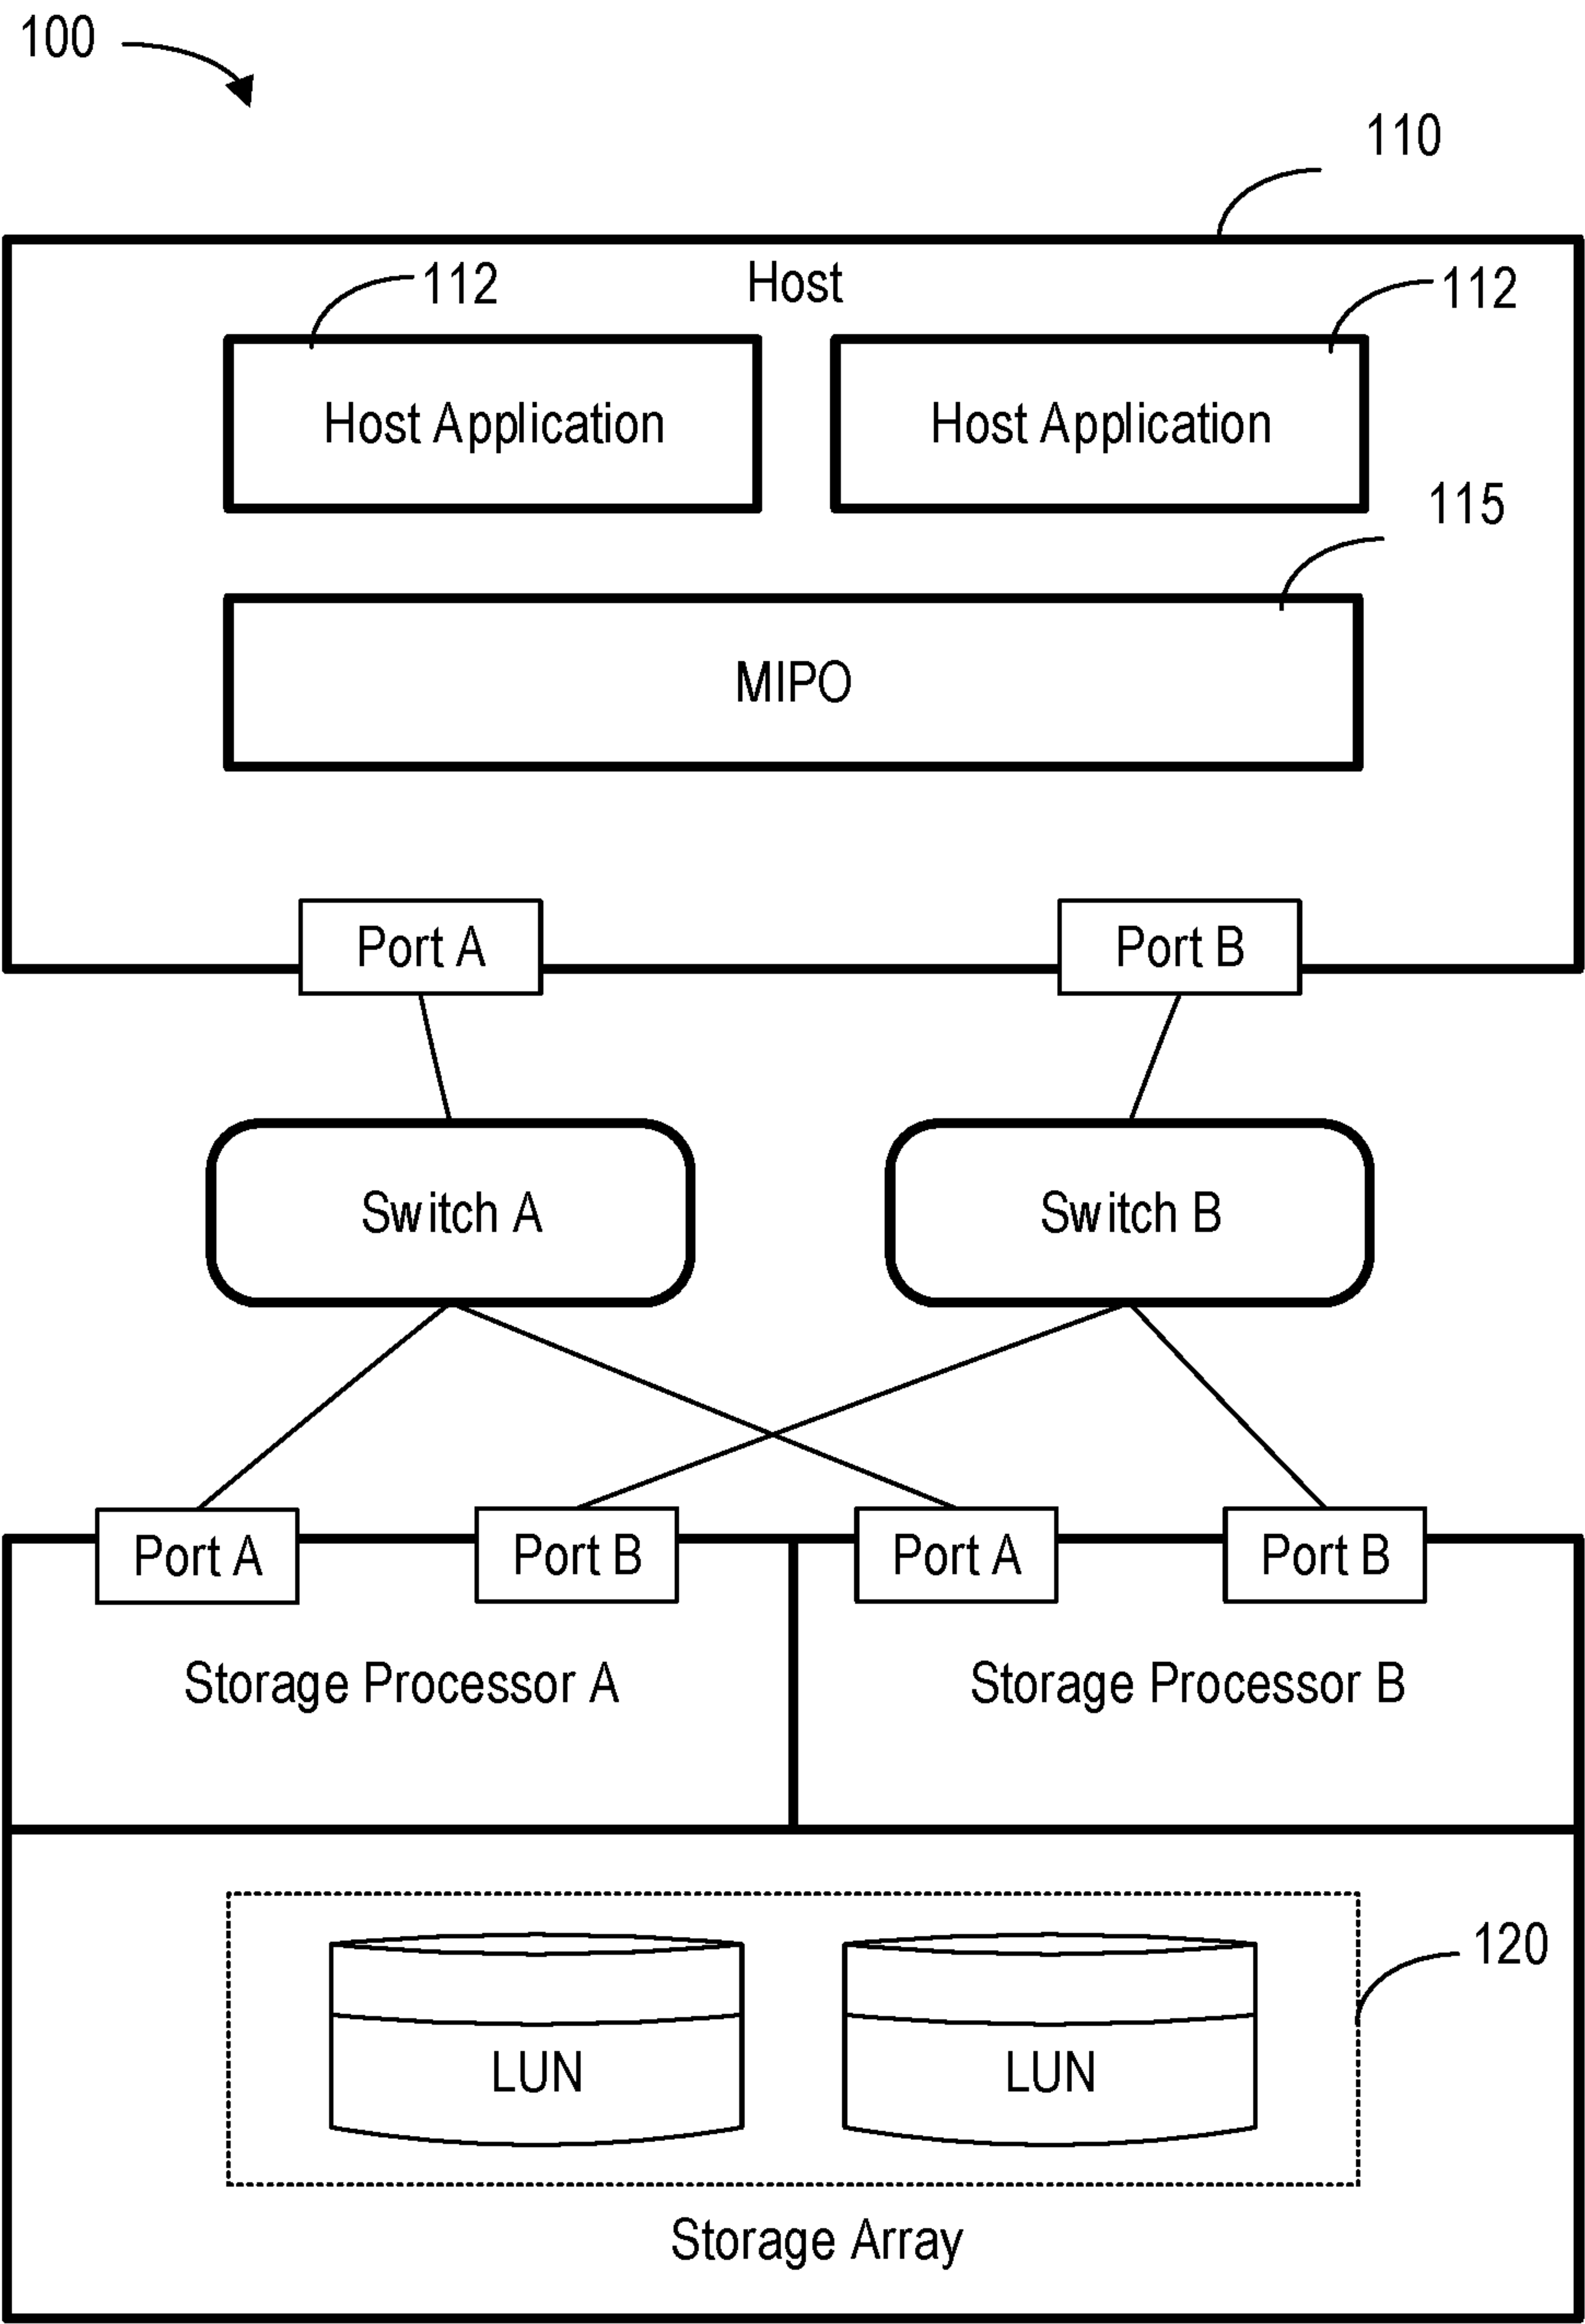 100
110
Host
112
112
Host Application
Host Application
115
MIPO
Port A
Port B
Switch A
Switch B
Port A
Port B
Port A
Port B
Storage Processor A
Storage Processor B
120
LUN
LUN
Storage Array